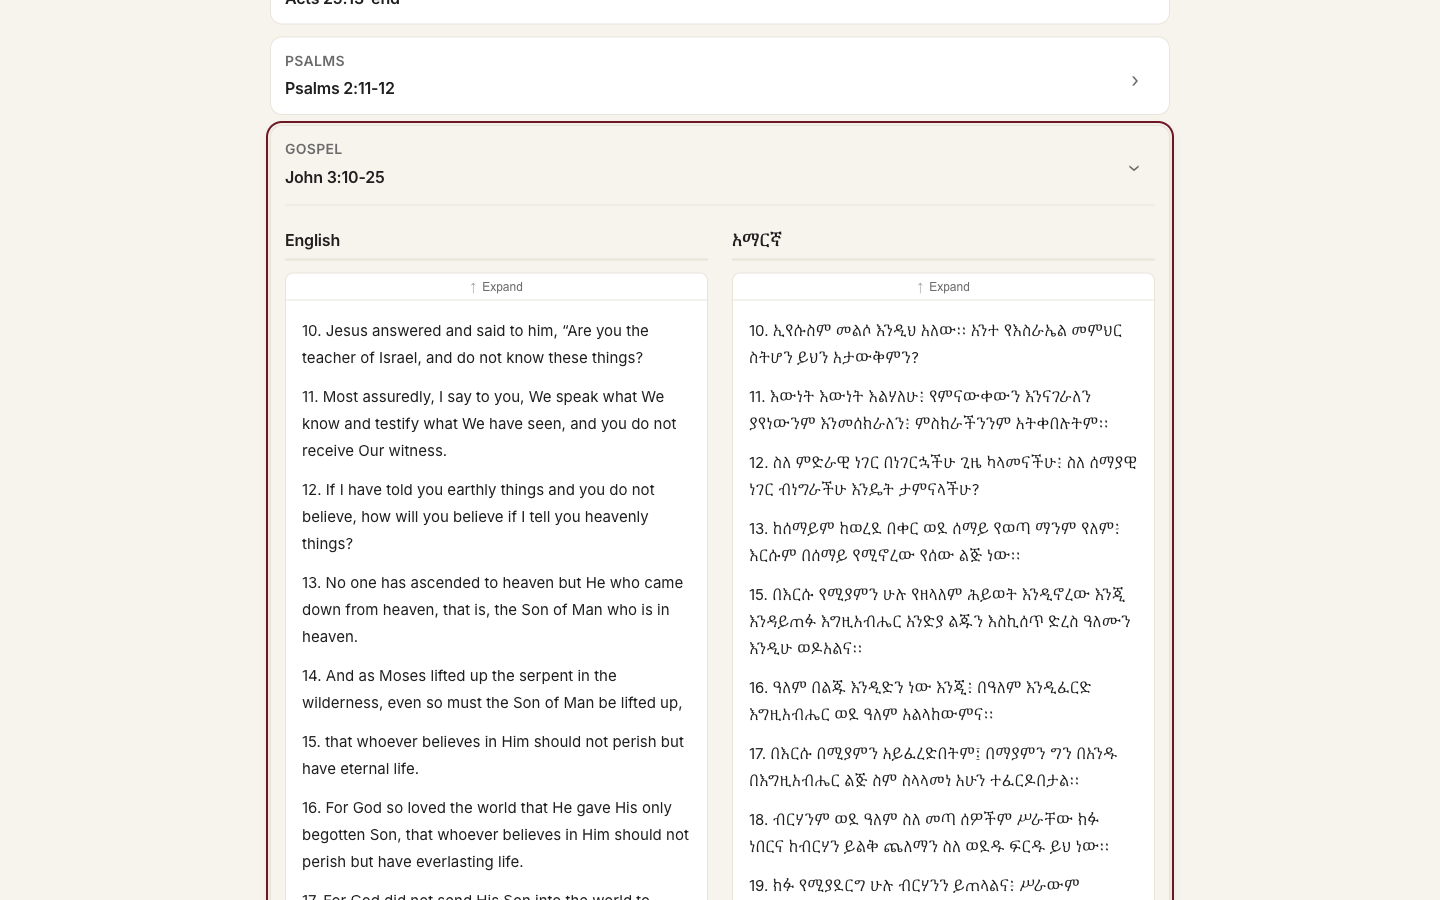 PSALMS
Psalms 2:11-12
GOSPEL
John 3:10-25
English
↑ Expand
10. Jesus answered and said to him, “Are you the
teacher of Israel, and do not know these things?
11. Most assuredly, I say to you, We speak what We
know and testify what We have seen, and you do not
receive Our witness.
12. If I have told you earthly things and you do not
believe, how will you believe if I tell you heavenly
things?
13. No one has ascended to heaven but He who came
down from heaven, that is, the Son of Man who is in
heaven.
14. And as Moses lifted up the serpent in the
wilderness, even so must the Son of Man be lifted up,
15. that whoever believes in Him should not perish but
have eternal life.
16. For God so loved the world that He gave His only
begotten Son, that whoever believes in Him should not
perish but have everlasting life.
አማርኛ
↑ Expand
10. ኢየሱስም መልሶ እንዲህ አለው፡፡ አንተ የእስራኤል መምህር
ስትሆን ይህን አታውቅምን?
11. እውነት እውነት እልሃለሁ፤ የምናውቀውን እንናገራለን
ያየነውንም እንመሰክራለን፤ ምስክራችንንም አትቀበሉትም፡፡
12. ስለ ምድራዊ ነገር በነገርኋችሁ ጊዜ ካላመናችሁ፤ ስለ ሰማያዊ
ነገር ብነግራችሁ እንዴት ታምናላችሁ?
13. ከሰማይም ከወረደ በቀር ወደ ሰማይ የወጣ ማንም የለም፤
እርሱም በሰማይ የሚኖረው የሰው ልጅ ነው፡፡
15. በእርሱ የሚያምን ሁሉ የዘላለም ሕይወት እንዲኖረው እንጂ
እንዳይጠፉ እግዚአብሔር አንድያ ልጁን እስኪሰጥ ድረስ ዓለሙን
እንዲሁ ወዶአልና፡፡
16. ዓለም በልጁ እንዲድን ነው እንጂ፤ በዓለም እንዲፈርድ
እግዚአብሔር ወደ ዓለም አልላከውምና፡፡
17. በእርሱ በሚያምን አይፈረድበትም፤ በማያምን ግን በአንዱ
በእግዚአብሔር ልጅ ስም ስላላመነ አሁን ተፈርዶበታል፡፡
18. ብርሃንም ወደ ዓለም ስለ መጣ ሰዎችም ሥራቸው ክፉ
ነበርና ከብርሃን ይልቅ ጨለማን ስለ ወደዱ ፍርዱ ይህ ነው፡፡
19. ክፉ የሚያደርግ ሁሉ ብርሃንን ይጠላልና፤ ሥራውም